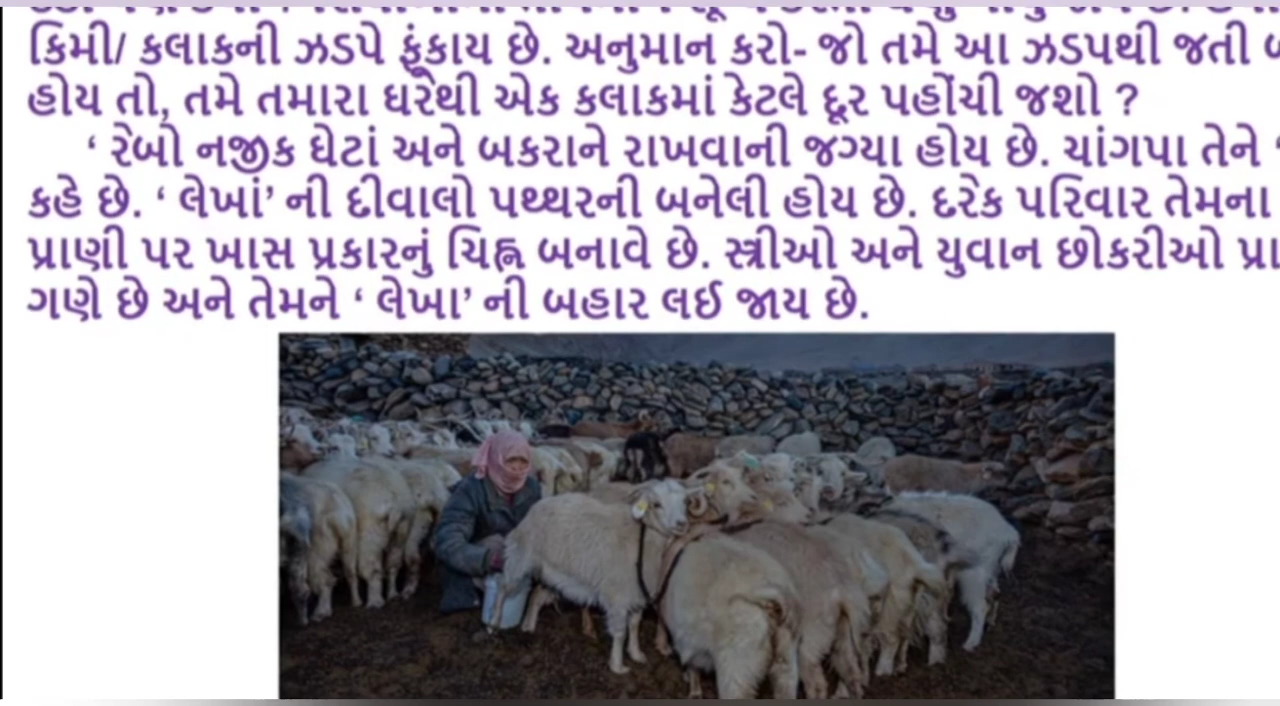 કિમી/ કલાકની ઝડપે ફૂંકાય છે. અનુમાન કરો- જો તમે આ ઝડપથી જતી
હોય તો, તમે તમારા ઘરેથી એક કલાકમાં કેટલે દૂર પહોંચી જશો ?
‘ રેબો નજીક ઘેટાં અને બકરાને રાખવાની જગ્યા હોય છે. ચાંગપા તેને
કહે છે. ‘ લેખાં’ ની દીવાલો પથ્થરની બનેલી હોય છે. દરેક પરિવાર તેમના
પ્રાણી પર ખાસ પ્રકારનું ચિહ્ન બનાવે છે. સ્ત્રીઓ અને યુવાન છોકરીઓ
ગણે છે અને તેમને ‘ લેખા’ ની બહાર લઈ જાય છે.